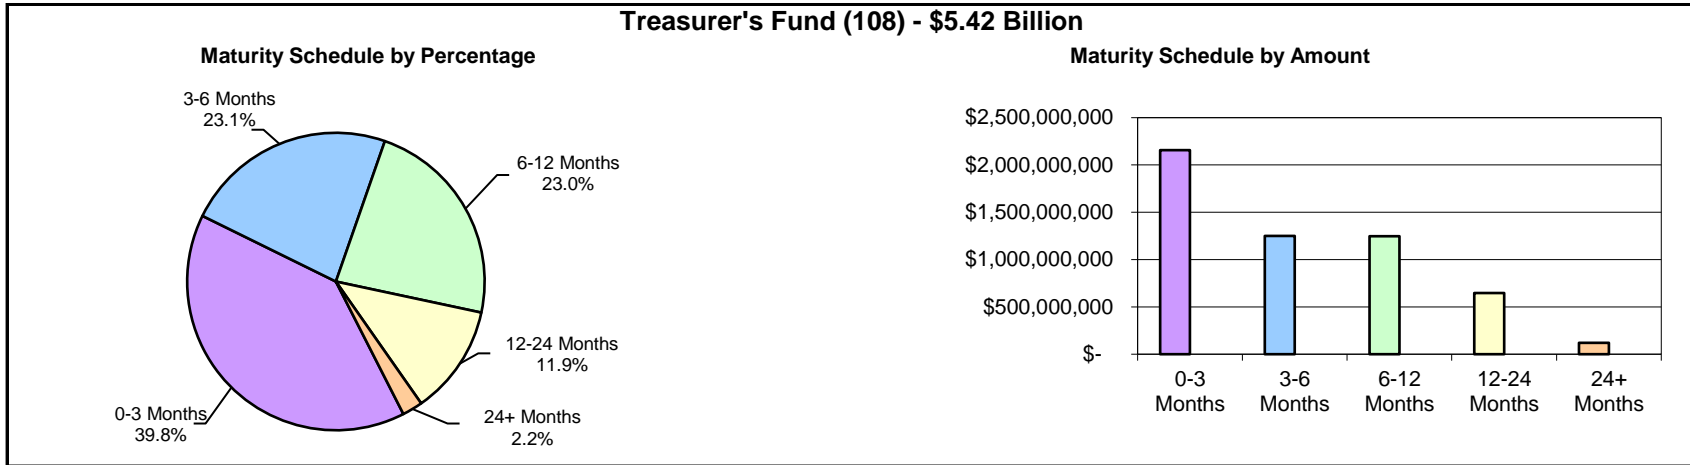 Treasurer's Fund (108) - $5.42 Billion
Maturity Schedule by Percentage
3-6 Months
23.1%
6-12 Months
23.0%
12-24 Months
11.9%
24+ Months
2.2%
0-3 Months
39.8%
Maturity Schedule by Amount
$2,500,000,000
$2,000,000,000
$1,500,000,000
$1,000,000,000
$500,000,000
$-
0-3
Months
3-6
Months
6-12
Months
12-24
Months
24+
Months